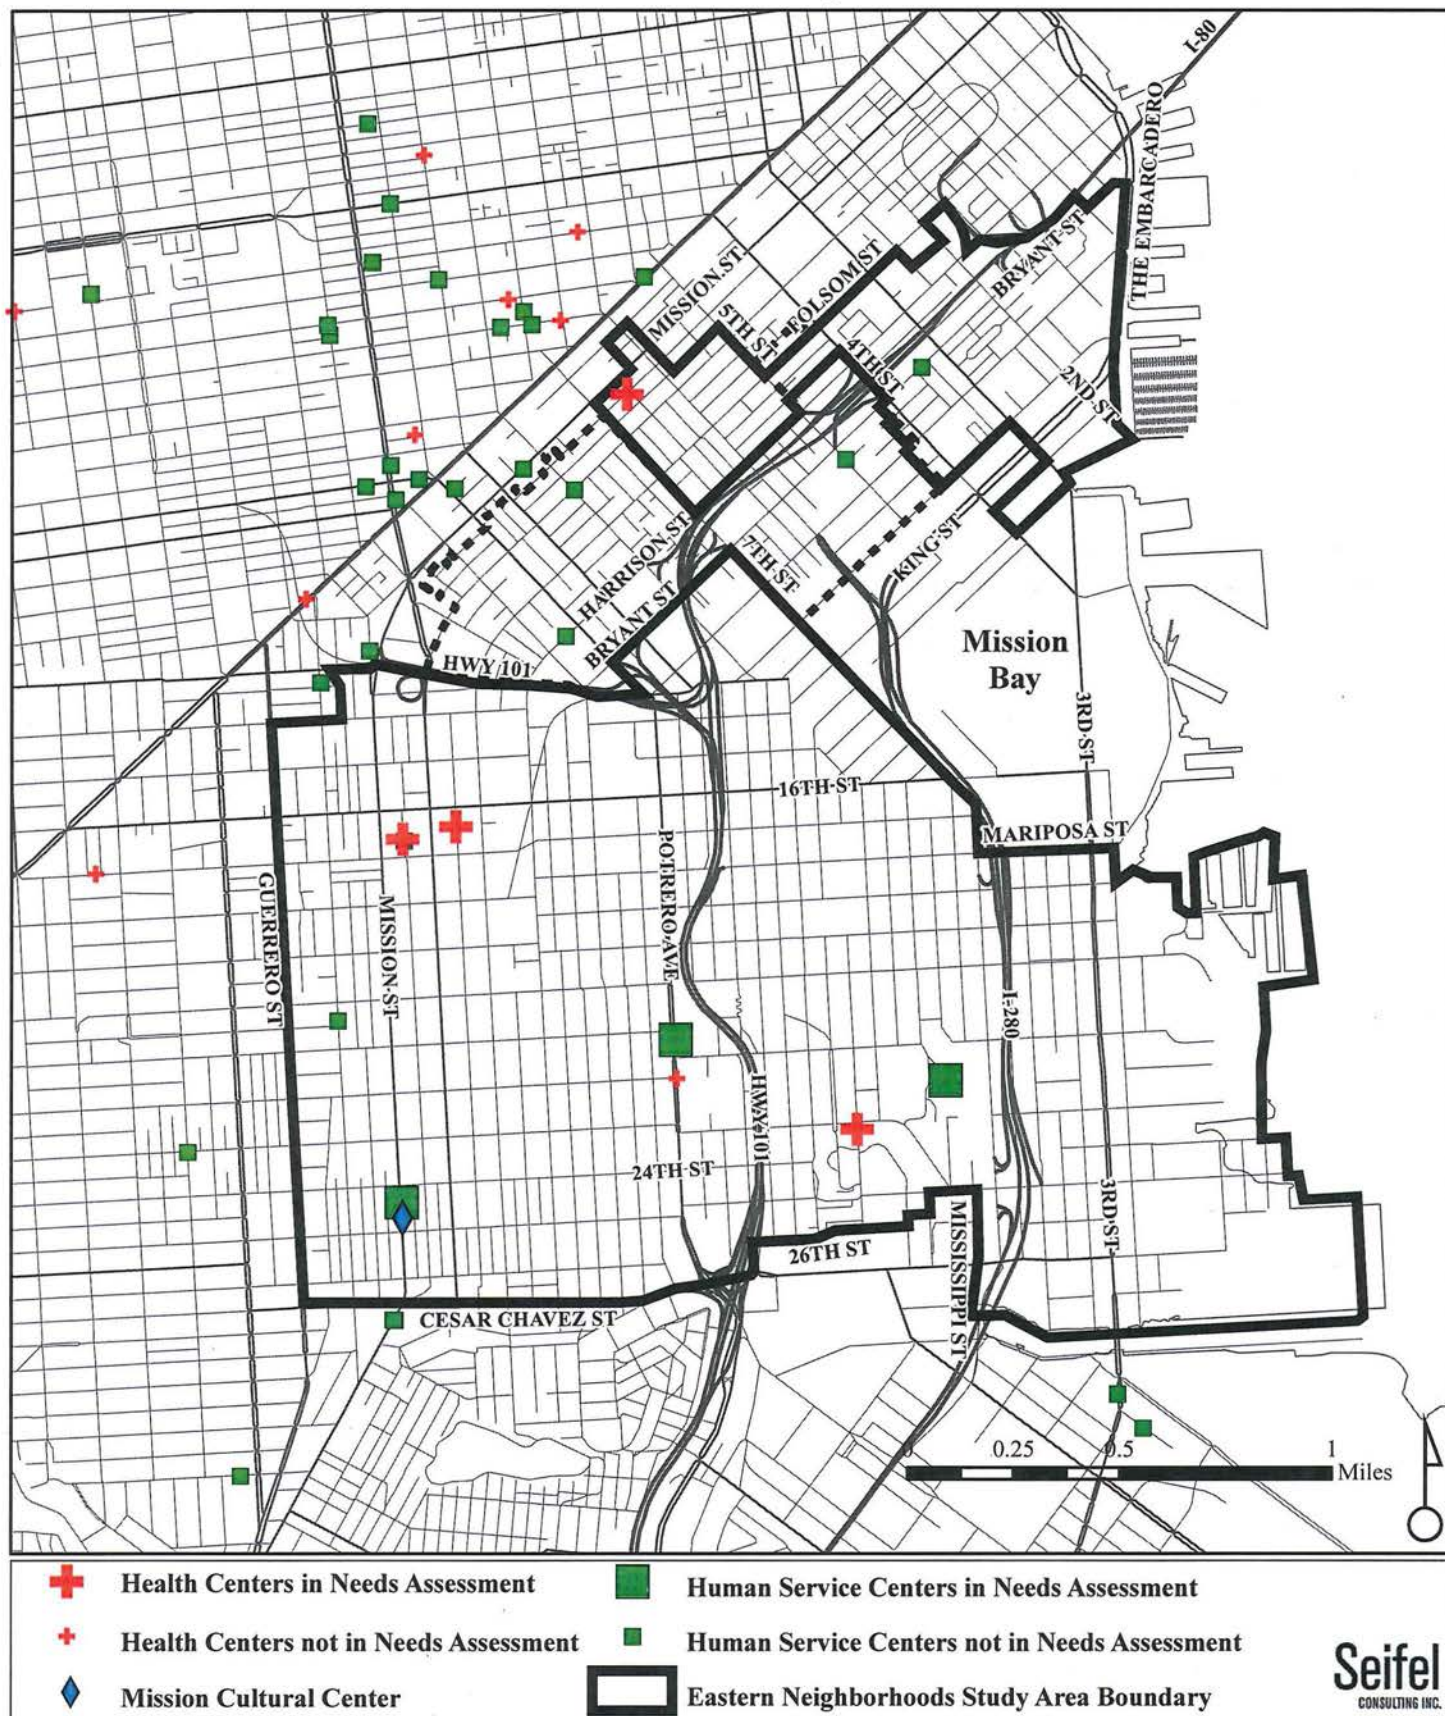 I-80
THE EMBARCADERO
BRYANT ST
MISSION ST.
FOLSOM ST
5TH ST
4TH ST
2ND ST
HARRISON ST
7TH ST
KING ST
BRYANT ST
HWY 101
Mission
Bay
3RD ST
16TH ST
MARIPOSA ST
POTRERO AVE
GUERRERO ST
MISSION ST
I-280
HWY 101
24TH ST
3RD ST
26TH ST
MISSISSIPPI ST
CESAR CHAVEZ ST
0 0.25 0.5 1
Miles
Health Centers in Needs Assessment
Human Service Centers in Needs Assessment
Health Centers not in Needs Assessment
Human Service Centers not in Needs Assessment
Mission Cultural Center
Eastern Neighborhoods Study Area Boundary
Seifel
CONSULTING INC.